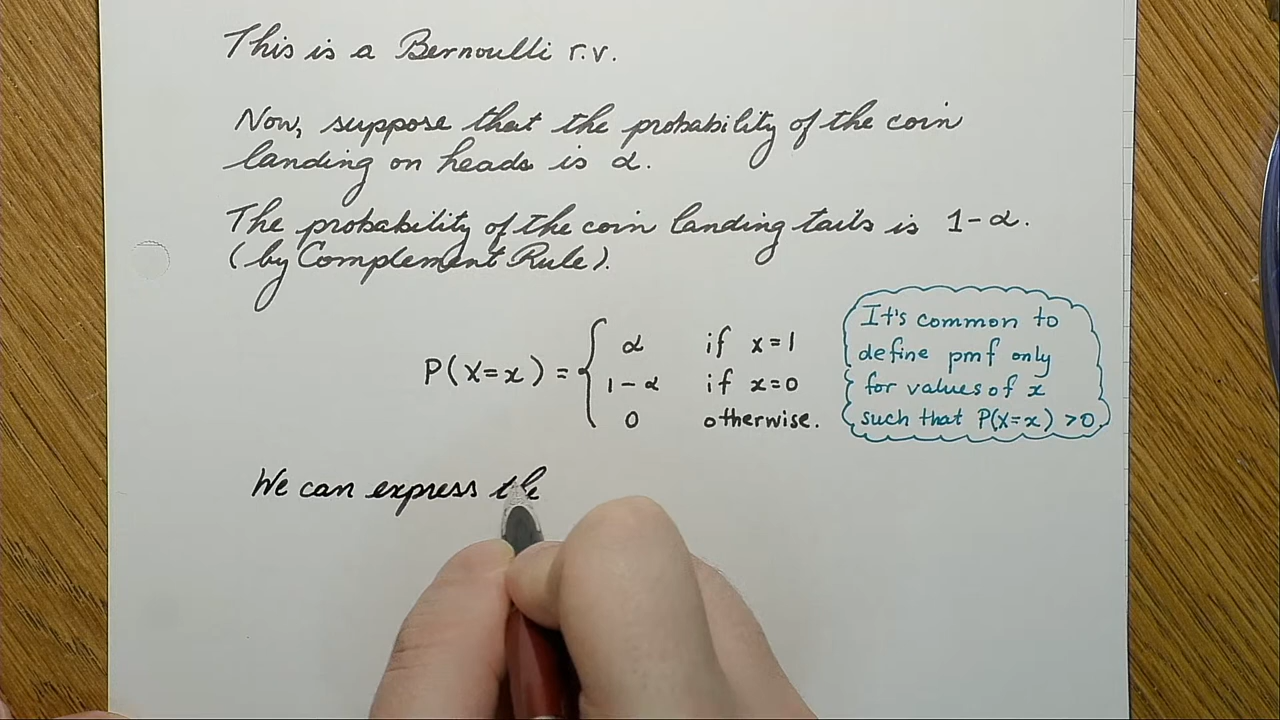 This is a Bernoulli r.v.
Now, suppose that the probability of the coin
landing on heads is α.
The probability of the coin landing tails is 1-α.
(by Complement Rule).
P(X=x) = { α if x=1
1-α if x=0
0 otherwise.
It's common to
define pmf only
for values of x
such that P(X=x) >0
We can express the